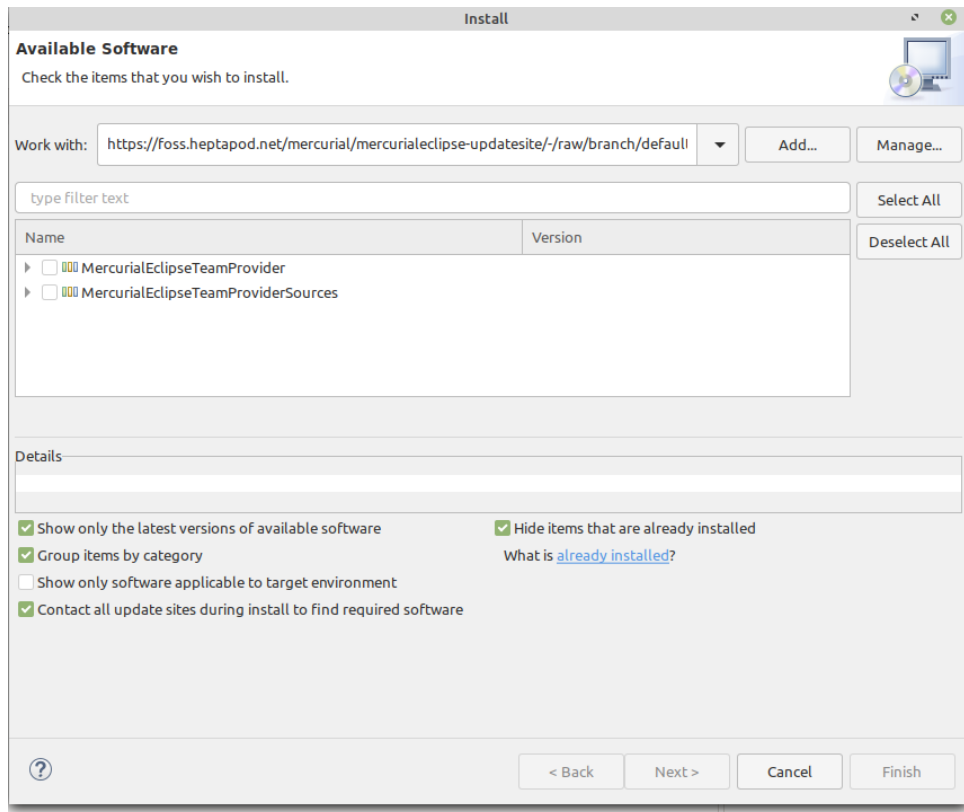 Install
Available Software
Check the items that you wish to install.
Work with: https://foss.heptapod.net/mercurial/mercurialeclipse-updatesite/-/raw/branch/default Add... Manage...
type filter text Select All
Name Version Deselect All
MercurialEclipseTeamProvider
MercurialEclipseTeamProviderSources
Details
Show only the latest versions of available software Hide items that are already installed
Group items by category What is already installed?
Show only software applicable to target environment
Contact all update sites during install to find required software
? < Back Next > Cancel Finish